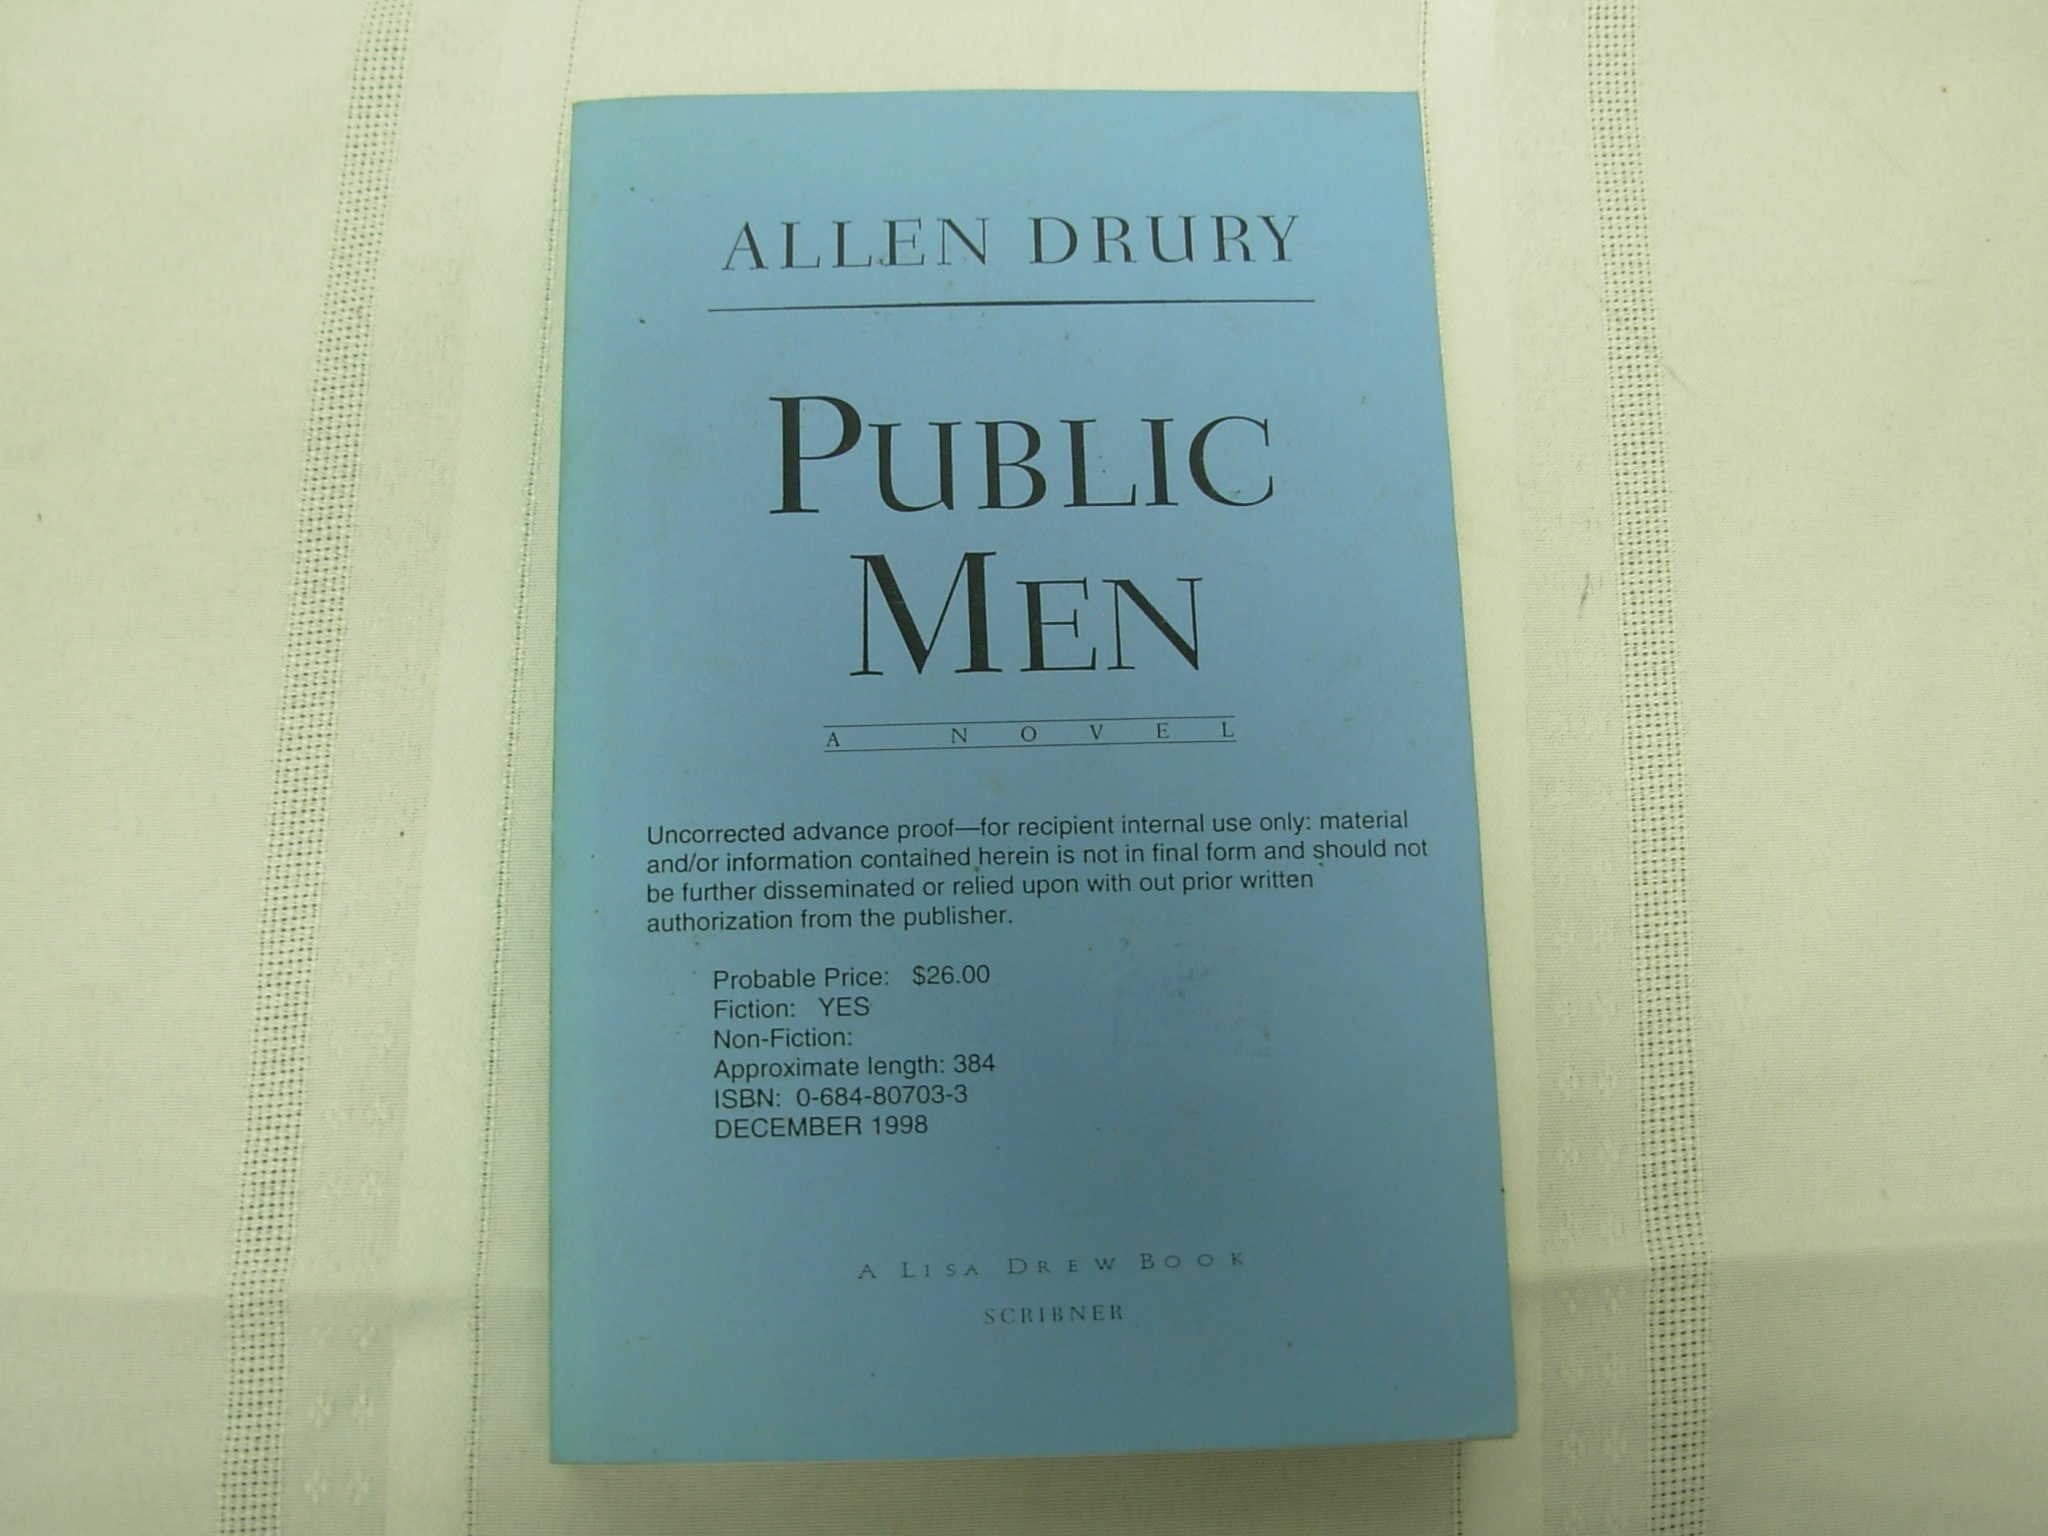 ALLEN DRURY
PUBLIC
MEN
A NOVEL
Uncorrected advance proof—for recipient internal use only: material
and/or information contained herein is not in final form and should not
be further disseminated or relied upon with out prior written
authorization from the publisher.
Probable Price: $26.00
Fiction: YES
Non-Fiction:
Approximate length: 384
ISBN: 0-684-80703-3
DECEMBER 1998
A LISA DREW BOOK
SCRIBNER